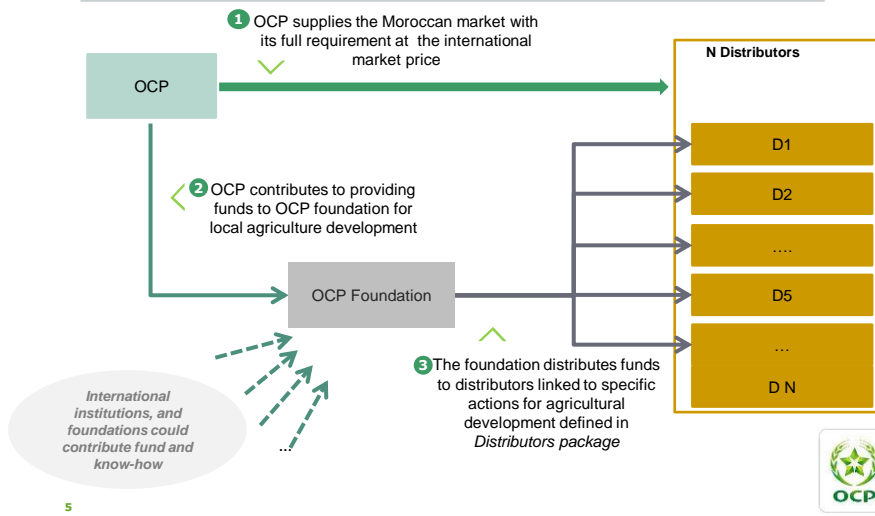 1 OCP supplies the Moroccan market with
its full requirement at the international
market price
N Distributors
OCP
D1
2 OCP contributes to providing
funds to OCP foundation for
local agriculture development
D2
....
OCP Foundation
D5
3 The foundation distributes funds
to distributors linked to specific
actions for agricultural
development defined in
Distributors package
...
D N
International
institutions, and
foundations could
contribute fund and
know-how
...
OCP
5